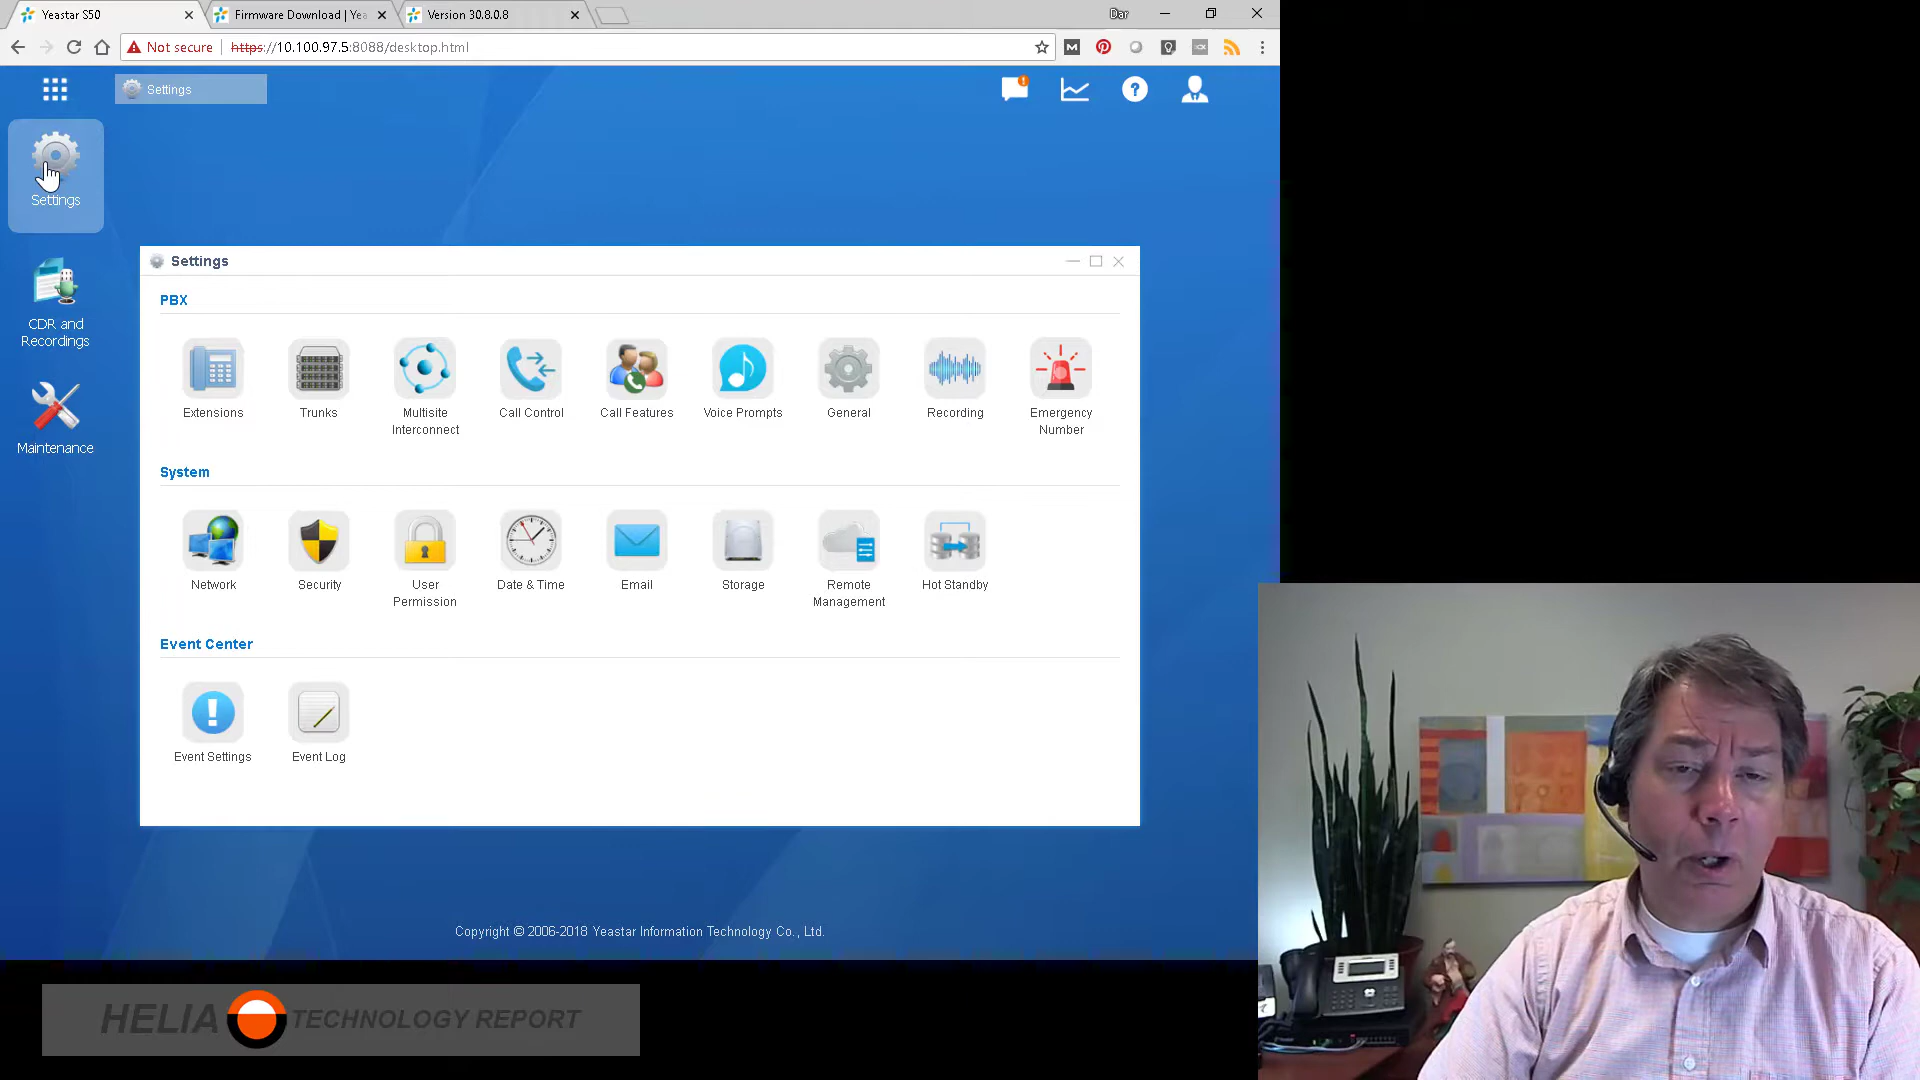 Yeastar S50
Firmware Download | Yea
Version 30.8.0.8
Dar
Not secure
https://10.100.97.5:8088/desktop.html
Settings
Settings
CDR and
Recordings
Maintenance
Settings
PBX
Extensions
Trunks
Multisite
Interconnect
Call Control
Call Features
Voice Prompts
General
Recording
Emergency
Number
System
Network
Security
User
Permission
Date & Time
Email
Storage
Remote
Management
Hot Standby
Event Center
Event Settings
Event Log
Copyright © 2006-2018 Yeastar Information Technology Co., Ltd.
HELIA TECHNOLOGY REPORT